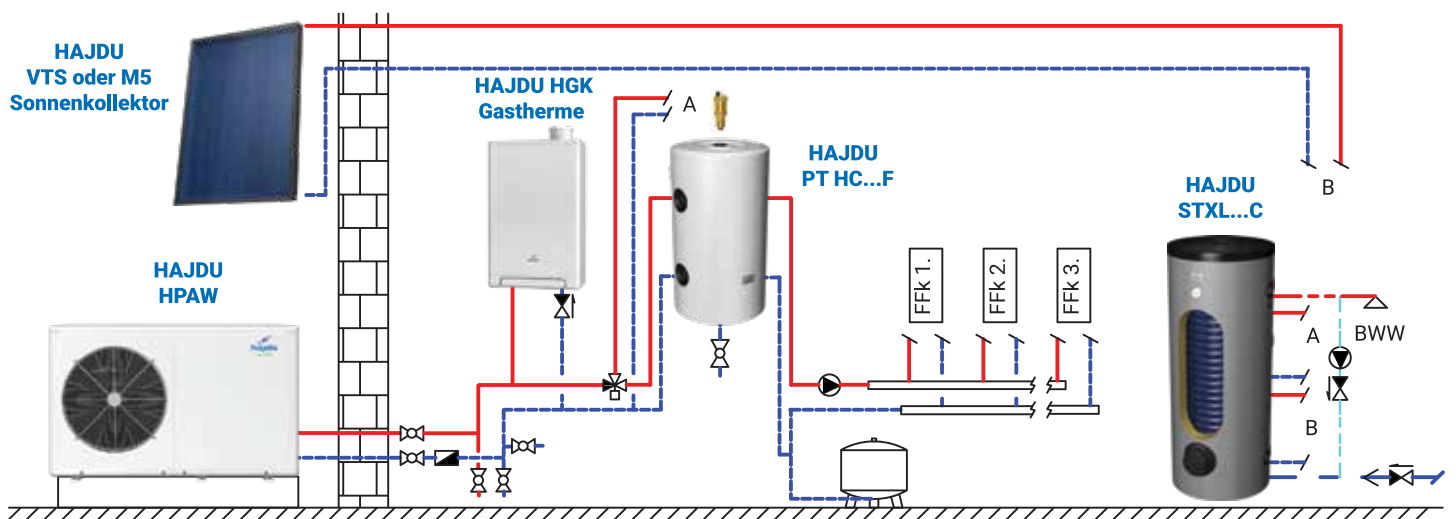 HAJDU
VTS oder M5
Sonnenkollektor
HAJDU HGK
Gastherme
A
HAJDU
PT HC...F
B
HAJDU
STXL...C
HAJDU
HPAW
FFk 1.
FFk 2.
FFk 3.
A
BWW
B